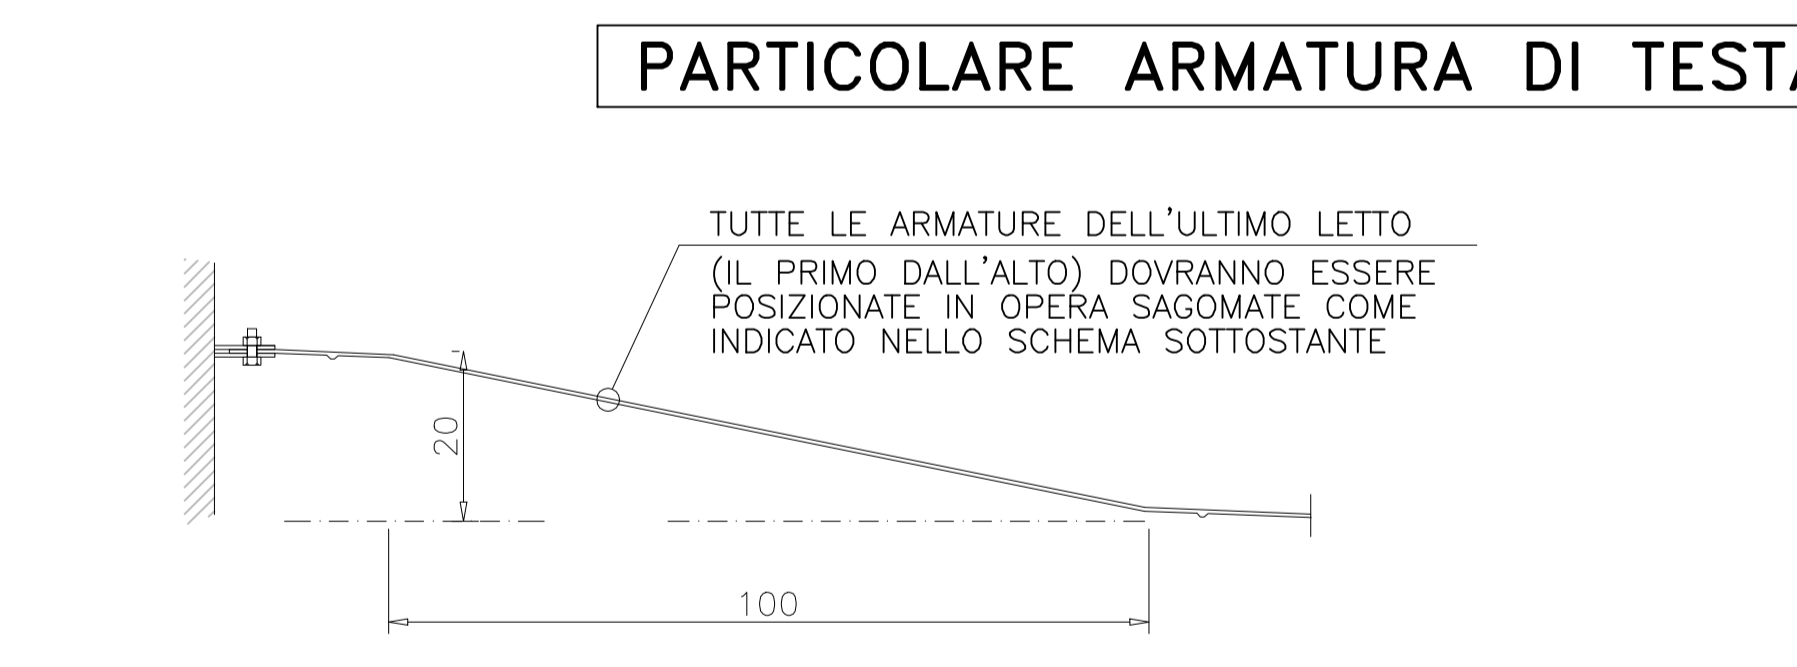 PARTICOLARE ARMATURA DI TESTA
TUTTE LE ARMATURE DELL'ULTIMO LETTO
(IL PRIMO DALL'ALTO) DOVRANNO ESSERE
POSIZIONATE IN OPERA SAGOMATE COME
INDICATO NELLO SCHEMA SOTTOSTANTE
20
100